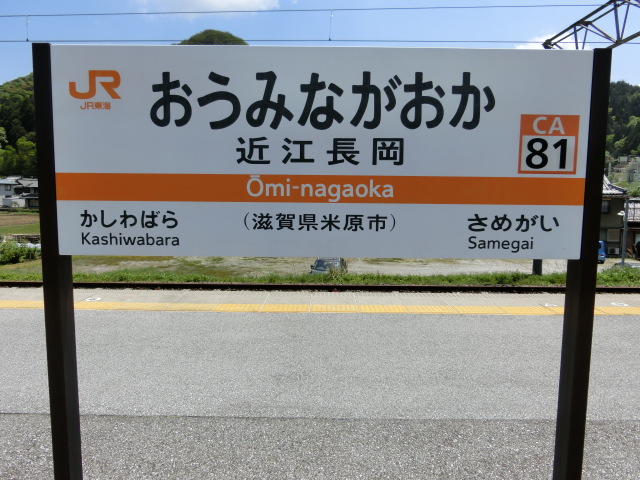 JR
JR東海
おうみながおか
近江長岡
CA
81
Ōmi-nagaoka
かしわばら
Kashiwabara
（滋賀県米原市）
さめがい
Samegai